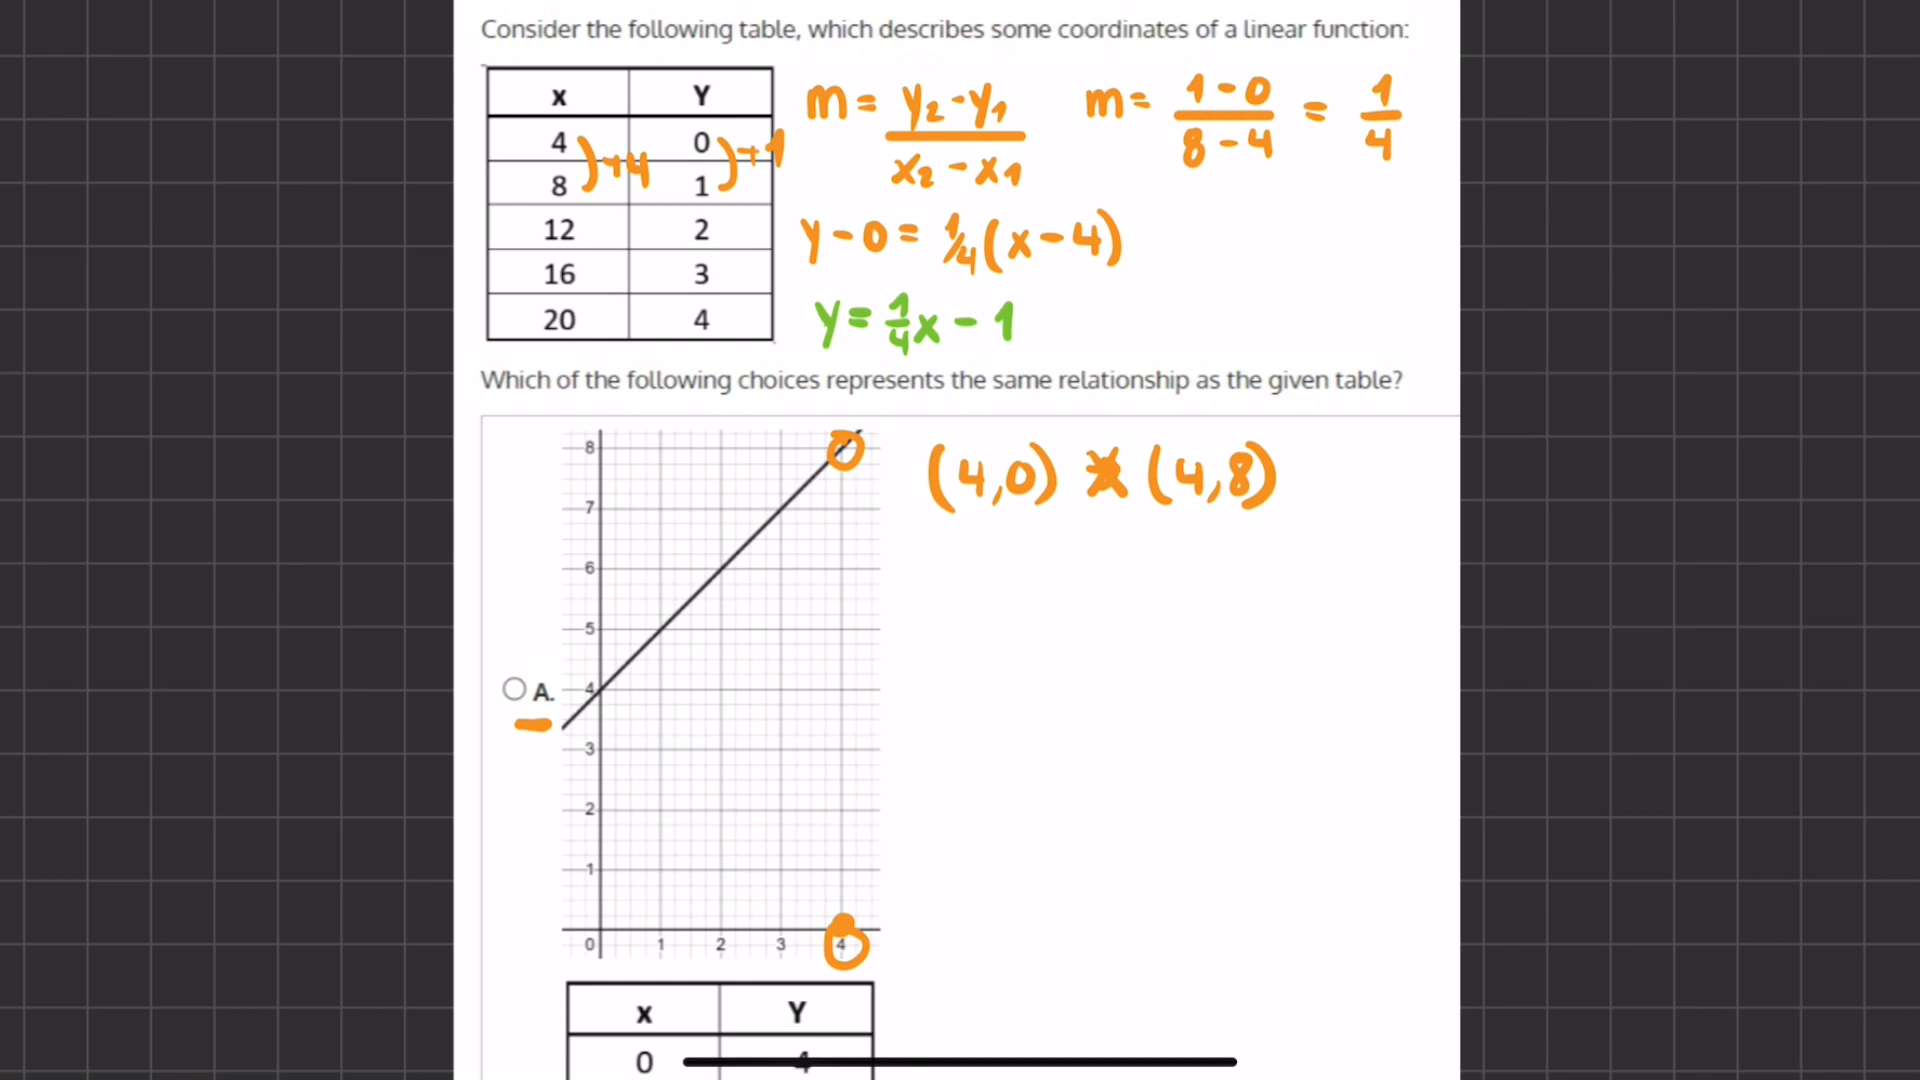 Consider the following table, which describes some coordinates of a linear function:
x Y
4 0
8 1
12 2
16 3
20 4
)+4 )+1
m = y₂-y₁ / x₂-x₁
m = 1-0 / 8-4 = 1/4
y-0 = 1/4(x-4)
y = 1/4x - 1
Which of the following choices represents the same relationship as the given table?
(4,0) (4,8)
8
7
6
5
A. 4
3
2
1
0 1 2 3 4
x Y
0 4